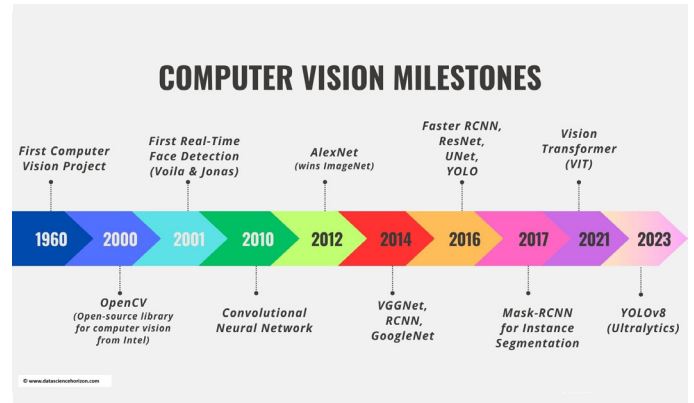 COMPUTER VISION MILESTONES
First Computer
Vision Project
First Real-Time
Face Detection
(Voila & Jonas)
AlexNet
(wins ImageNet)
Faster RCNN,
ResNet,
UNet,
YOLO
Vision
Transformer
(VIT)
1960
2000
2001
2010
2012
2014
2016
2017
2021
2023
OpenCV
(Open-source library
for computer vision
from Intel)
Convolutional
Neural Network
VGGNet,
RCNN,
GoogleNet
Mask-RCNN
for Instance
Segmentation
YOLOv8
(Ultralytics)
© www.datasciencehorizon.com